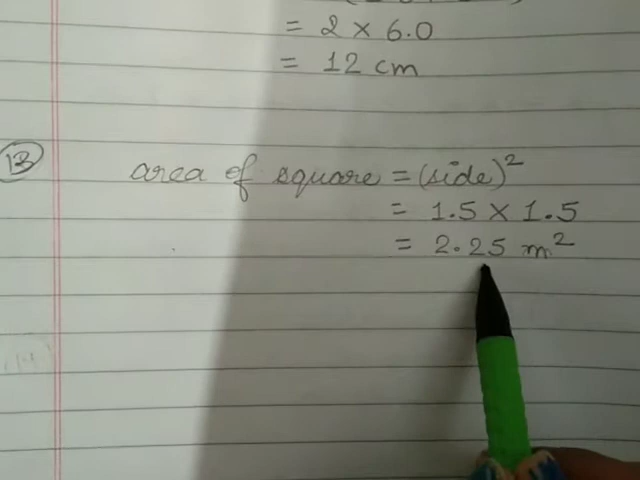 = 2 × 6.0
= 12 cm
13 area of square = (side)²
= 1.5 × 1.5
= 2.25 m²